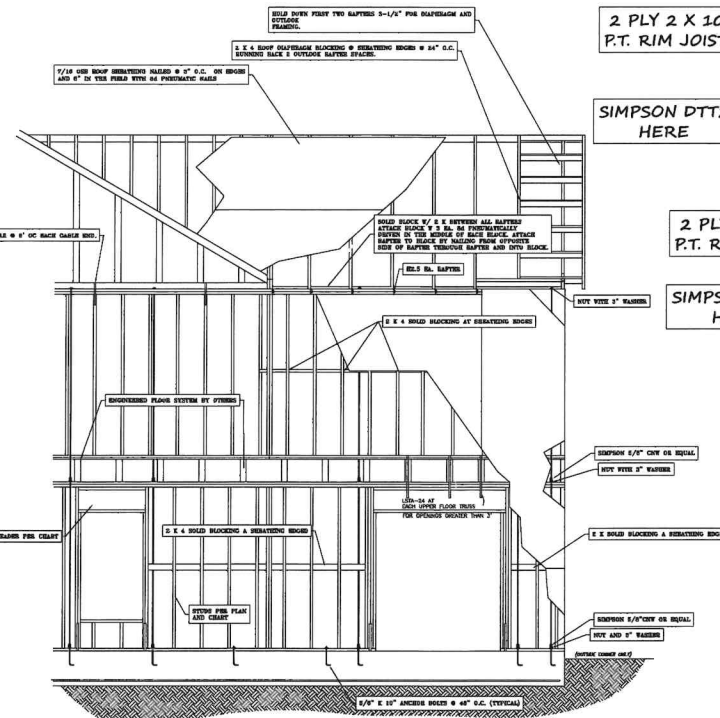 HOLD DOWN FIRST TWO RAFTERS 3-1/2" FOR DIAPHRAGM AND
OUTLOOK
FRAMING.
2 PLY 2 X 10
P.T. RIM JOIST
2 X 4 ROOF DIAPHRAGM BLOCKING @ SHEATHING EDGES @ 24" O.C.
RUNNING BACK 2 OUTLOOK RAFTER SPACES.
7/16 OSB ROOF SHEATHING NAILED @ 3" O.C. ON EDGES
AND 6" IN THE FIELD WITH 8d PNEUMATIC NAILS
SIMPSON DTT
HERE
SOLID BLOCK W/ 2 X BETWEEN ALL RAFTERS
ATTACH BLOCK W 3 EA. 8d PNEUMATICALLY
DRIVEN IN THE MIDDLE OF EACH BLOCK. ATTACH
RAFTER TO BLOCK BY NAILING FROM OPPOSITE
SIDE OF RAFTER THROUGH RAFTER AND INTO BLOCK.
@ 8' OC EACH GABLE END.
2 PL
P.T. R
H2.5 EA. RAFTER
NUT WITH 3" WASHER
SIMPS
H
2 X 4 SOLID BLOCKING AT SHEATHING EDGES
ENGINEERED FLOOR SYSTEM BY OTHERS
SIMPSON 5/8" CNW OR EQUAL
NUT WITH 3" WASHER
LSTA-24 AT
EACH UPPER FLOOR TRUSS
FOR OPENINGS GREATER THAN 3'
EADER PER CHART
2 X 4 SOLID BLOCKING A SHEATHING EDGES
2 X SOLID BLOCKING A SHEATHING EDG
STUDS PER PLAN
AND CHART
SIMPSON 5/8"CNW OR EQUAL
NUT AND 3" WASHER
(OUTSIDE CORNER ONLY)
5/8" X 10" ANCHOR BOLTS @ 48" O.C. (TYPICAL)